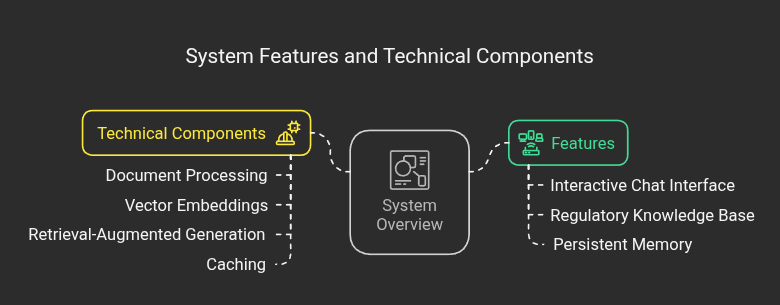 System Features and Technical Components
Technical Components
Document Processing
Vector Embeddings
Retrieval-Augmented Generation
Caching
System
Overview
Features
Interactive Chat Interface
Regulatory Knowledge Base
Persistent Memory